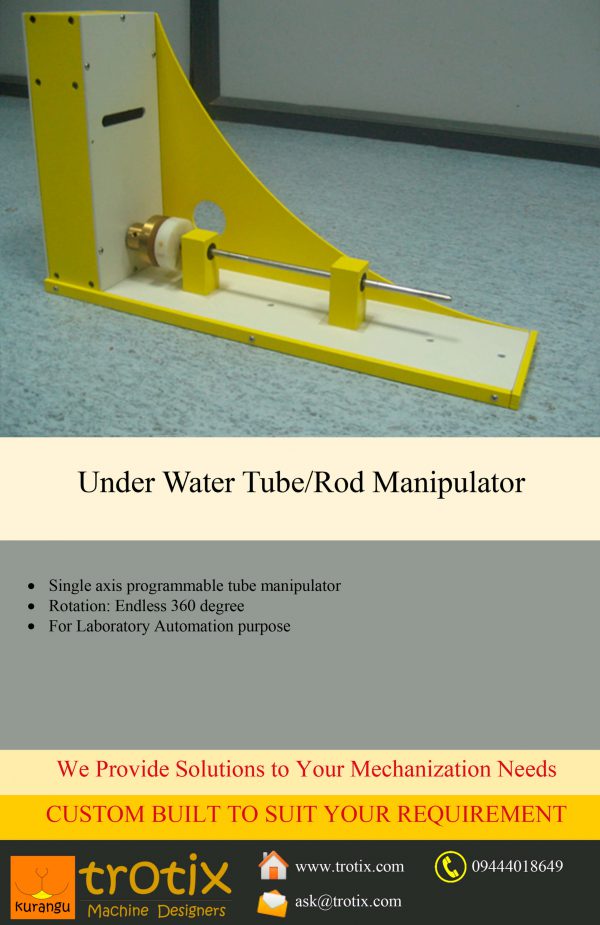 Under Water Tube/Rod Manipulator
• Single axis programmable tube manipulator
• Rotation: Endless 360 degree
• For Laboratory Automation purpose
We Provide Solutions to Your Mechanization Needs
CUSTOM BUILT TO SUIT YOUR REQUIREMENT
kurangu
trotix
Machine Designers
www.trotix.com
09444018649
ask@trotix.com